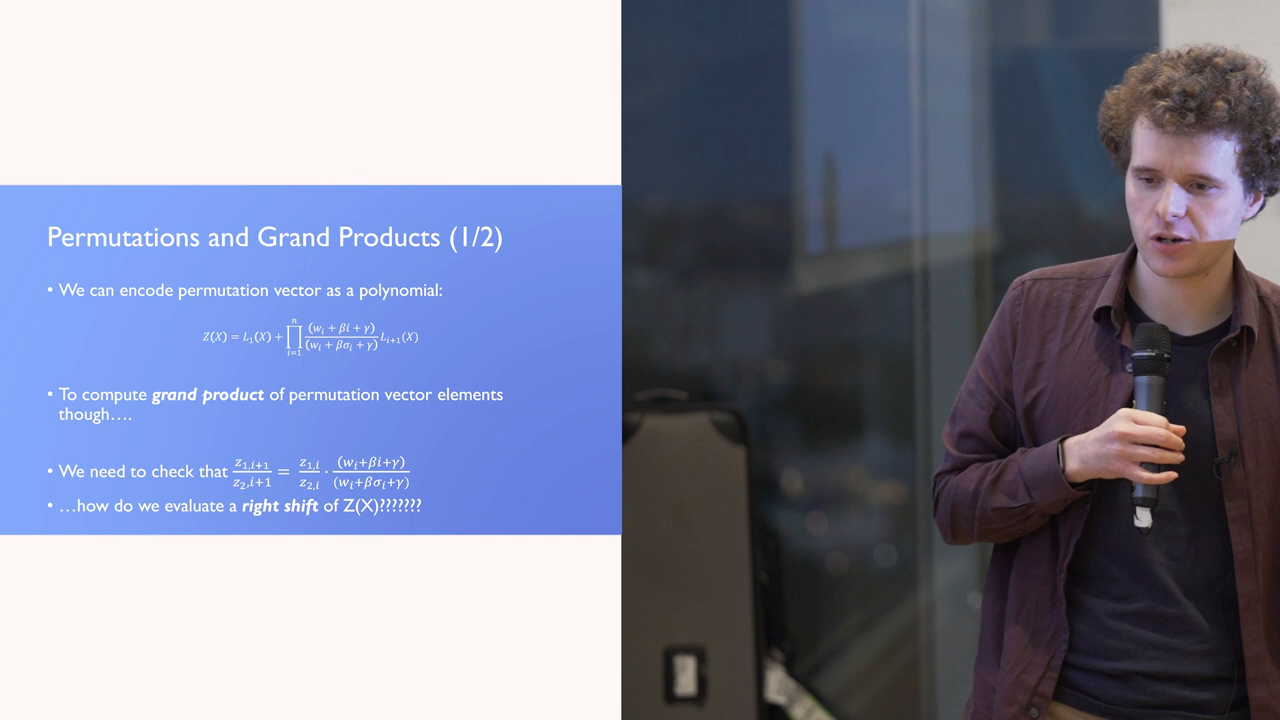 Permutations and Grand Products (1/2)
• We can encode permutation vector as a polynomial:
Z(X) = L₁(X) + ∏ᵢ₌₁ⁿ (wᵢ + βi + γ)/(wᵢ + βσᵢ + γ) Lᵢ₊₁(X)
• To compute grand product of permutation vector elements
though….
• We need to check that z₁,ᵢ₊₁/z₂,ᵢ₊₁ = z₁,ᵢ/z₂,ᵢ · (wᵢ+βi+γ)/(wᵢ+βσᵢ+γ)
• …how do we evaluate a right shift of Z(X)???????